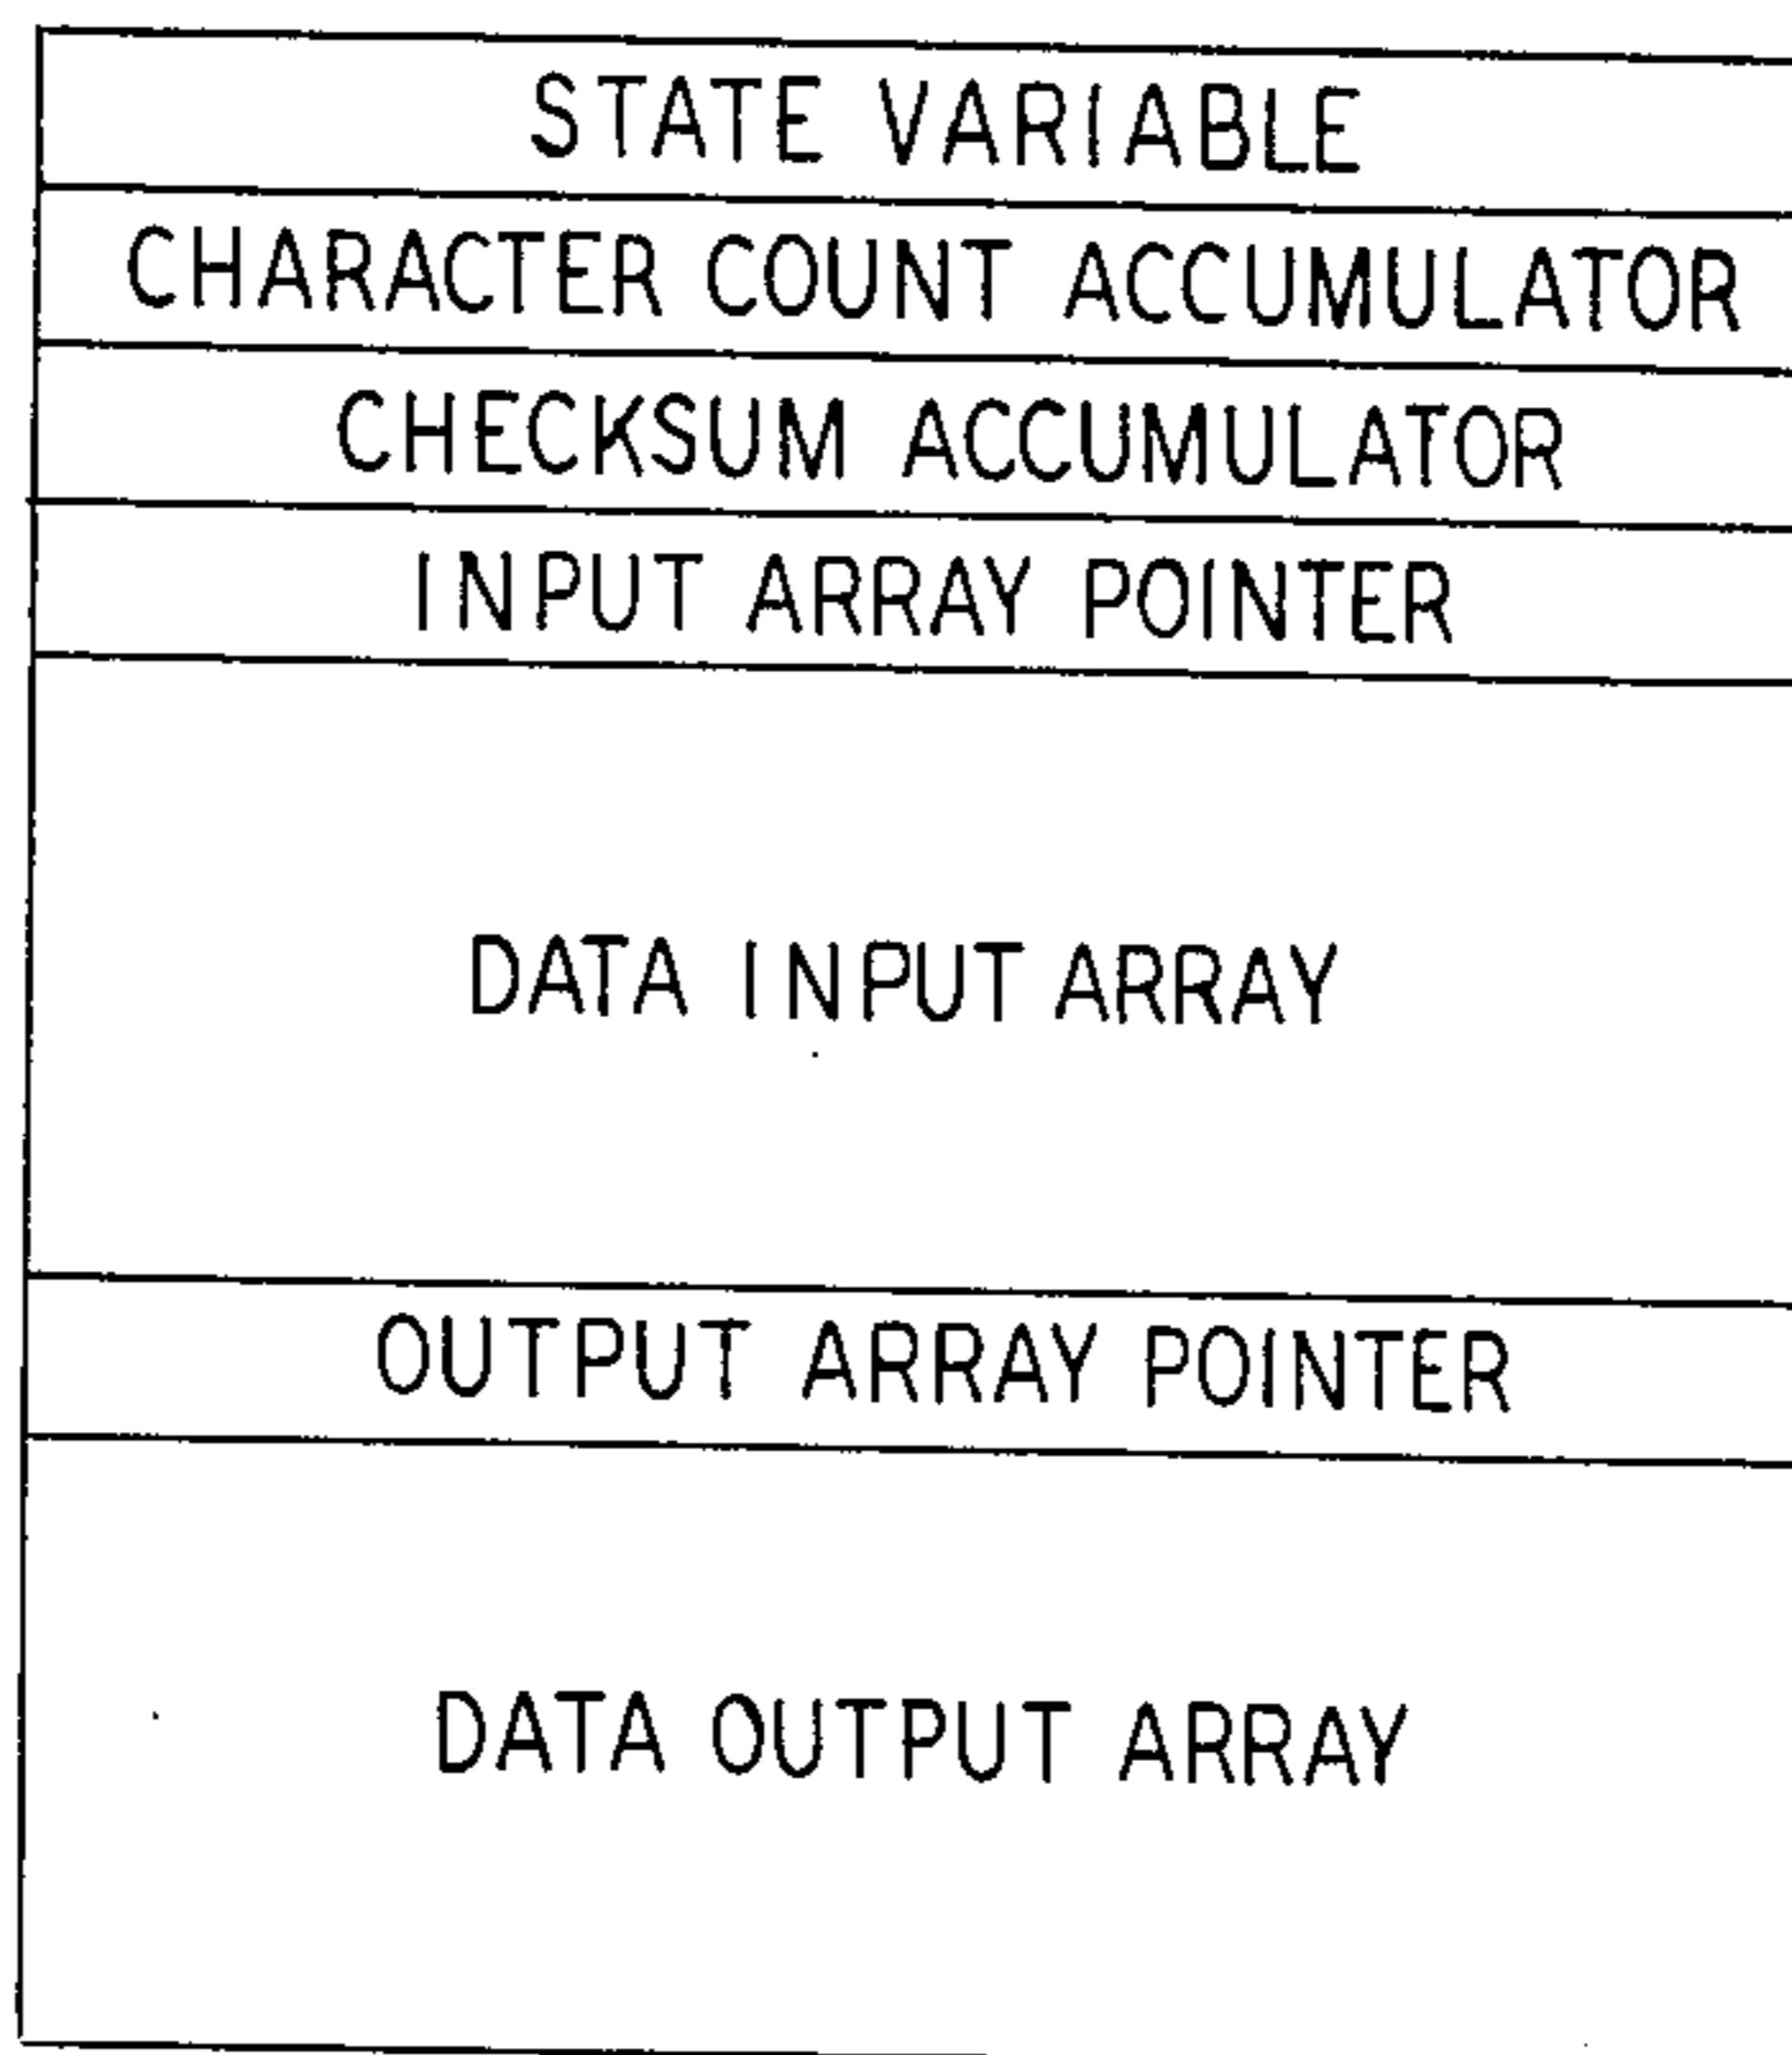 STATE VARIABLE
CHARACTER COUNT ACCUMULATOR
CHECKSUM ACCUMULATOR
INPUT ARRAY POINTER
DATA INPUT ARRAY
OUTPUT ARRAY POINTER
DATA OUTPUT ARRAY